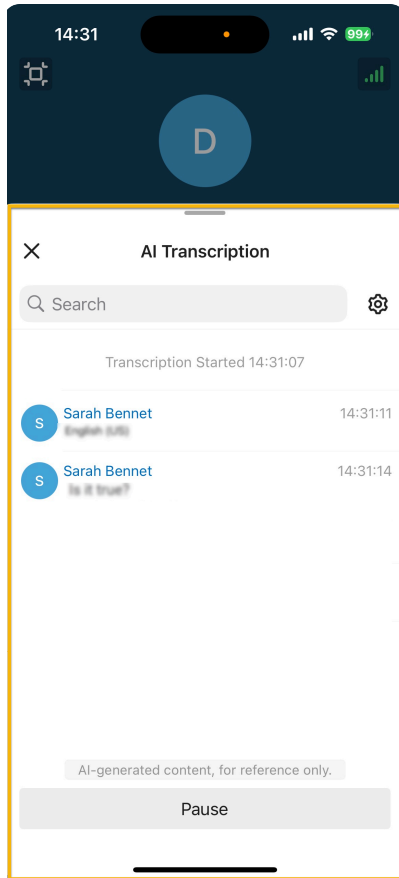 14:31
99
D
AI Transcription
Search
Transcription Started 14:31:07
S
Sarah Bennet
14:31:11
English (US)
S
Sarah Bennet
14:31:14
Is it true?
AI-generated content, for reference only.
Pause